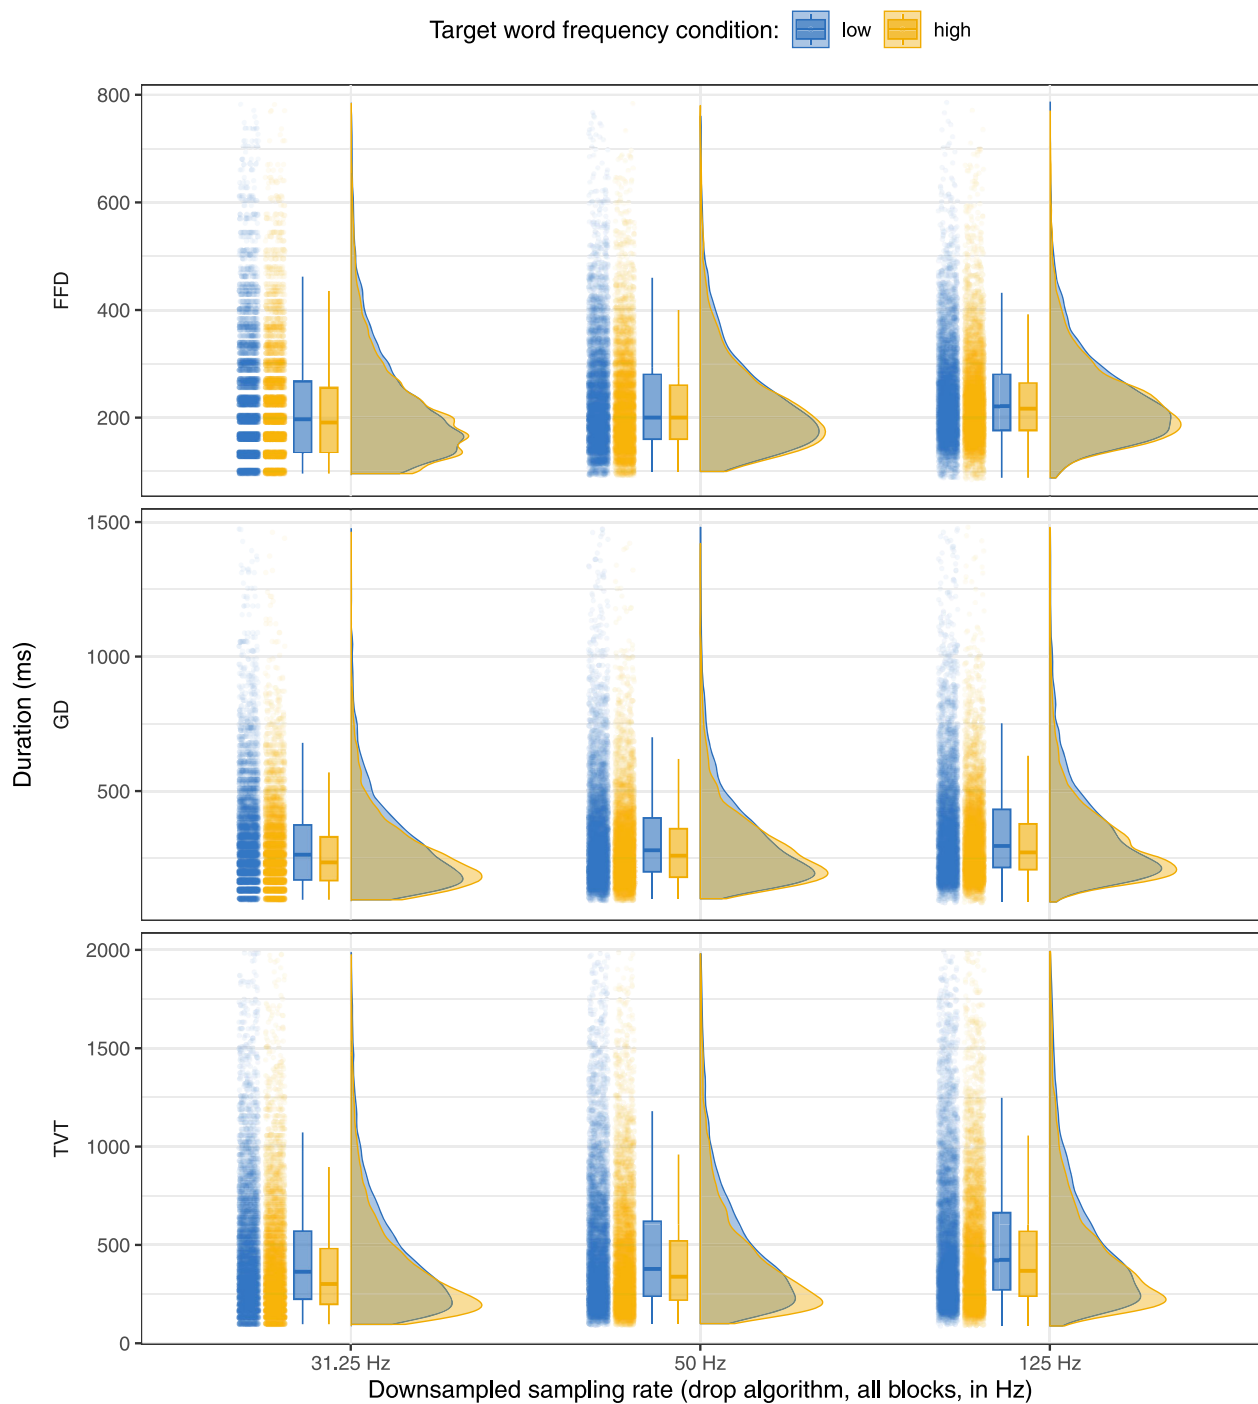 Target word frequency condition: low high
800
600
400
200
FFD
1500
1000
500
GD
Duration (ms)
2000
1500
1000
500
0
TVT
31.25 Hz 50 Hz 125 Hz
Downsampled sampling rate (drop algorithm, all blocks, in Hz)